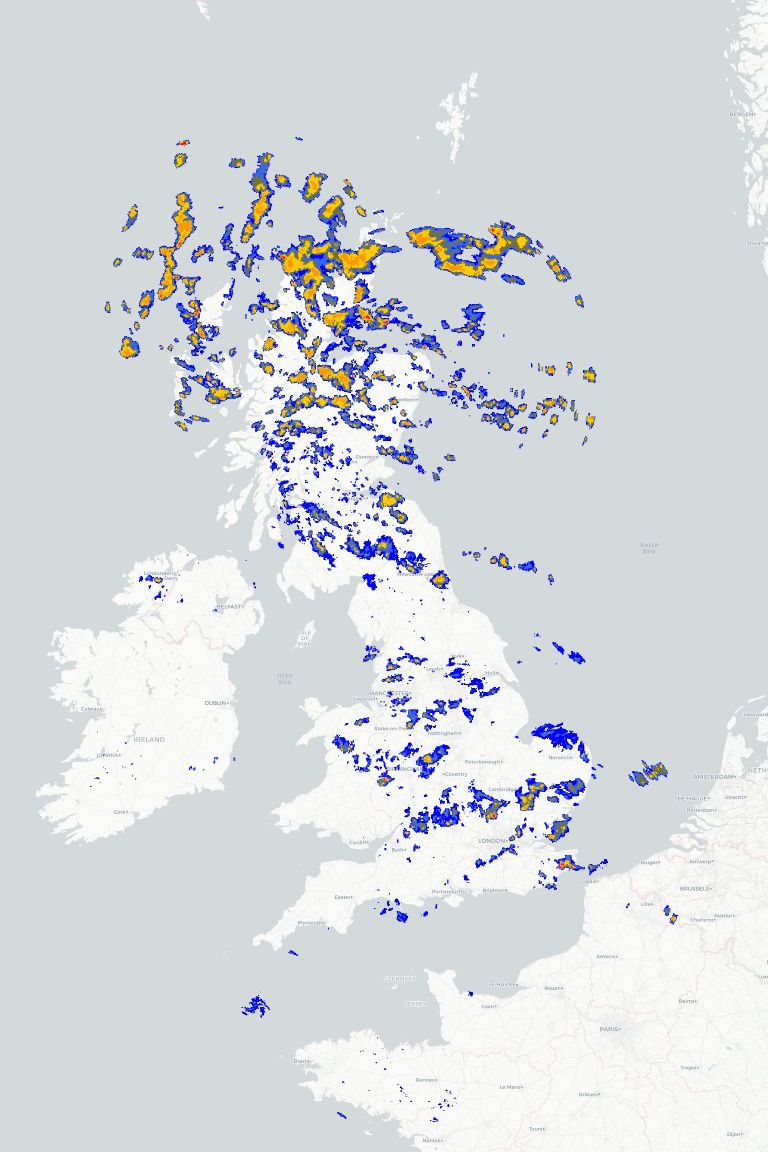 BERGEN
Aberdeen
Dundee
North
Sea
Londonderry/
Derry
BELFAST
Newcastle upon
ISLE
OF
MAN
Irish
Sea
York
Leeds
Hull
MANCHESTER
Liverpool
DUBLIN
Galway
Stoke-on-Trent
Nottingham
IRELAND
Limerick
Norwich
Peterborough
Coventry
AMSTERDAM
Cambridge
THE HAGUE
Utrecht
Rotterdam
Cork
Cardiff
Bath
LONDON
Bruges
Antwerp
Calais
BRUSSELS
Portsmouth
Brighton
Exeter
Lille
Charleroi
Namur
Plymouth
Amiens
GUERNSEY
LE HAVRE
Rouen
JERSEY
Caen
Reims
PARIS
Brest
Troyes
Rennes
Le Mans
Orléans
Tours
Dijon
Nantes